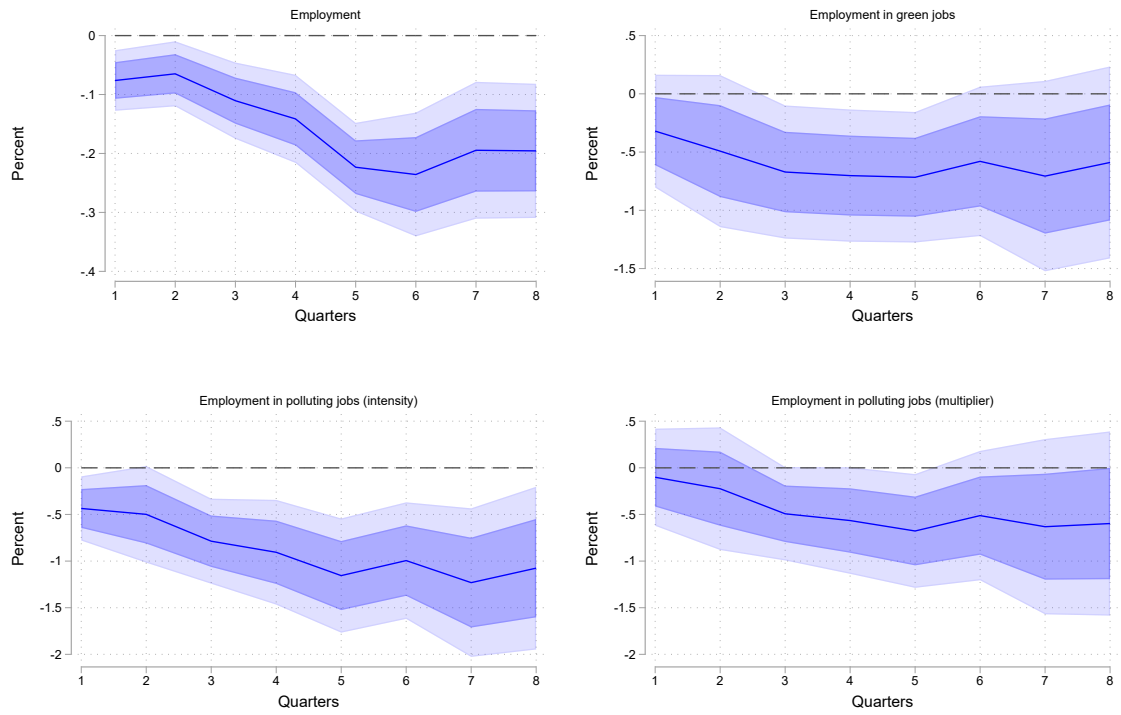 Employment
0
-.1
-.2
-.3
-.4
Percent
1 2 3 4 5 6 7 8
Quarters
Employment in green jobs
.5
0
-.5
-1
-1.5
Percent
1 2 3 4 5 6 7 8
Quarters
Employment in polluting jobs (intensity)
.5
0
-.5
-1
-1.5
-2
Percent
1 2 3 4 5 6 7 8
Quarters
Employment in polluting jobs (multiplier)
.5
0
-.5
-1
-1.5
-2
Percent
1 2 3 4 5 6 7 8
Quarters